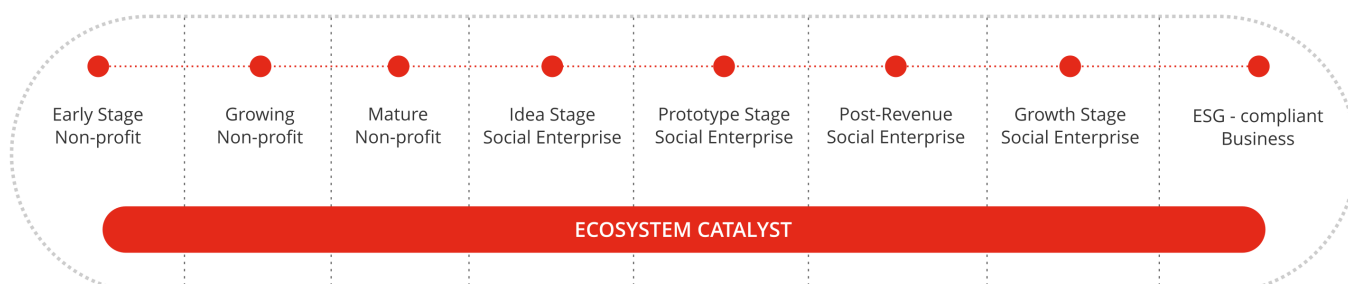 Early Stage
Non-profit
Growing
Non-profit
Mature
Non-profit
Idea Stage
Social Enterprise
Prototype Stage
Social Enterprise
Post-Revenue
Social Enterprise
Growth Stage
Social Enterprise
ESG - compliant
Business
ECOSYSTEM CATALYST